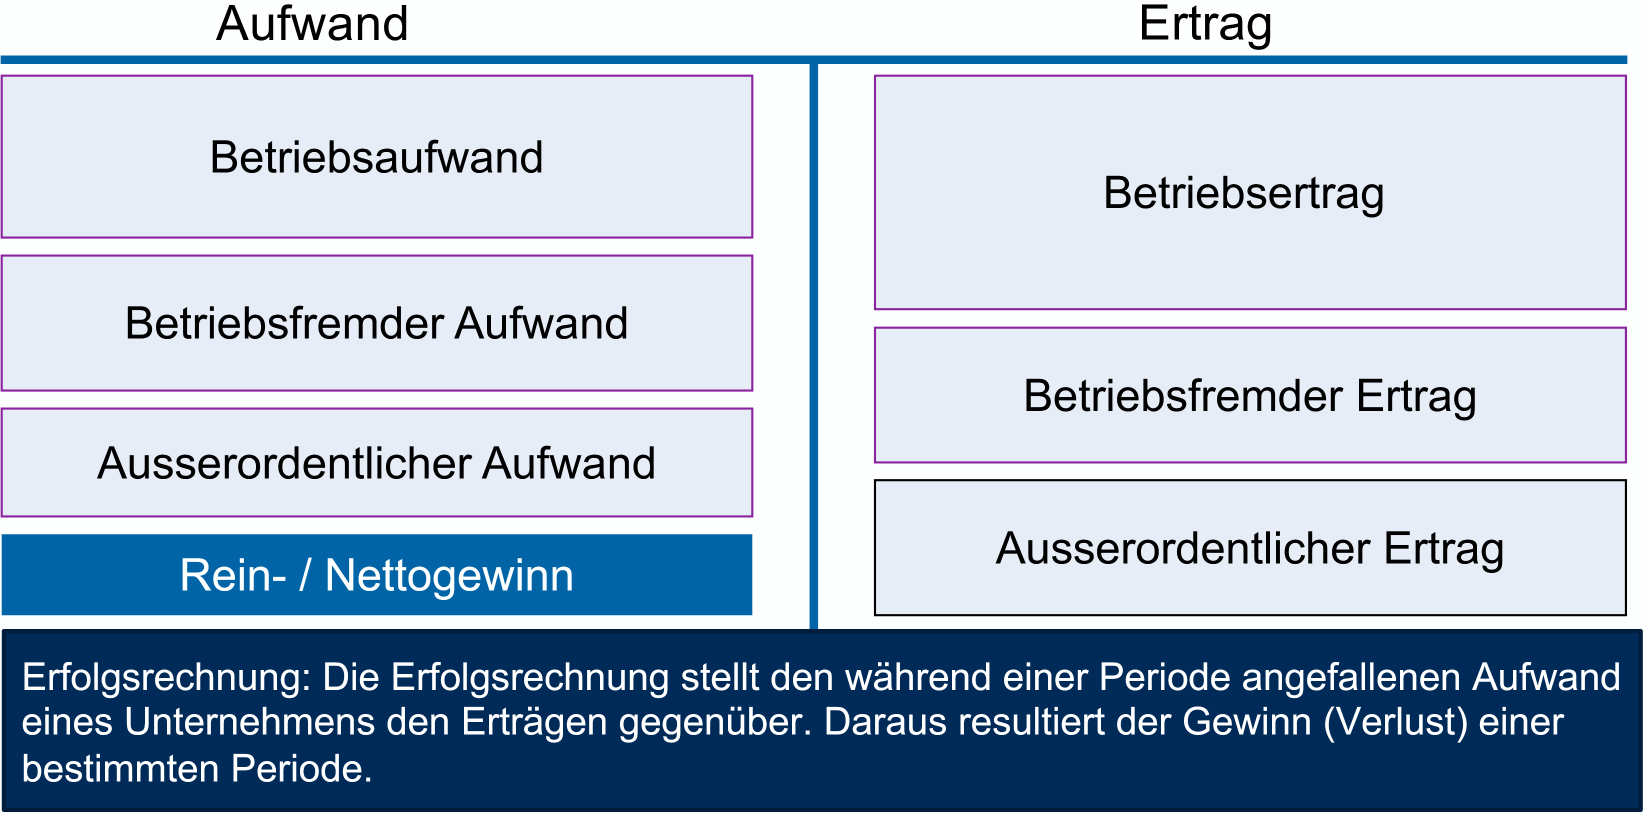 Aufwand
Ertrag
Betriebsaufwand
Betriebsfremder Aufwand
Ausserordentlicher Aufwand
Rein- / Nettogewinn
Betriebsertrag
Betriebsfremder Ertrag
Ausserordentlicher Ertrag
Erfolgsrechnung: Die Erfolgsrechnung stellt den während einer Periode angefallenen Aufwand
eines Unternehmens den Erträgen gegenüber. Daraus resultiert der Gewinn (Verlust) einer
bestimmten Periode.